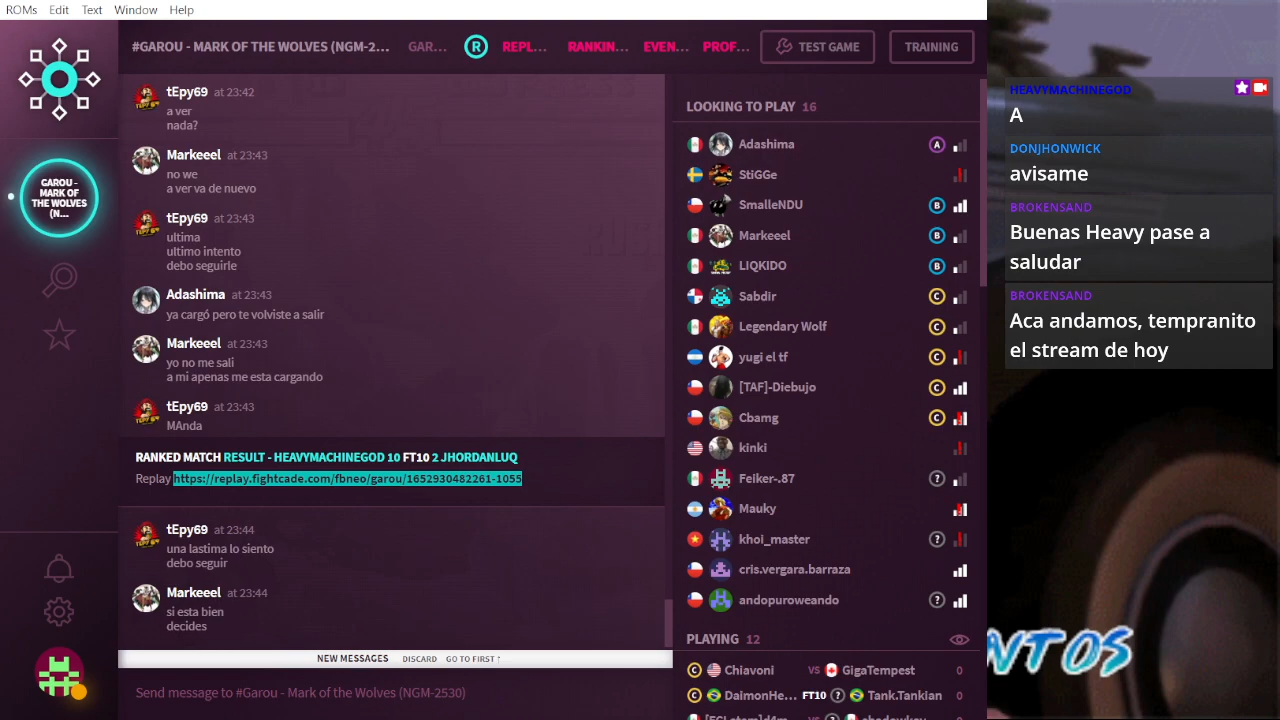 ROMs Edit Text Window Help
#GAROU - MARK OF THE WOLVES (NGM-2... GAR... R REPL... RANKIN... EVEN... PROF... TEST GAME TRAINING
GAROU -
MARK OF
THE WOLVES
(N...
tEpy69 at 23:42
a ver
nada?
Markeeel at 23:43
no we
a ver va de nuevo
tEpy69 at 23:43
ultima
ultimo intento
debo seguirle
Adashima at 23:43
ya cargó pero te volviste a salir
Markeeel at 23:43
yo no me sali
a mi apenas me esta cargando
tEpy69 at 23:43
MAnda
RANKED MATCH RESULT - HEAVYMACHINEGOD 10 FT10 2 JHORDANLUQ
Replay https://replay.fightcade.com/fbneo/garou/1652930482261-1055
tEpy69 at 23:44
una lastima lo siento
debo seguir
Markeeel at 23:44
si esta bien
decides
NEW MESSAGES DISCARD GO TO FIRST ↑
Send message to #Garou - Mark of the Wolves (NGM-2530)
LOOKING TO PLAY 16
Adashima A
StiGGe
SmalleNDU B
Markeeel B
LIQKIDO B
Sabdir C
Legendary Wolf C
yugi el tf C
[TAF]-Diebujo C
Cbamg C
kinki
Felker-.87 ?
Mauky
khoi_master ?
cris.vergara.barraza
andopuroweando ?
PLAYING 12
C Chiavoni VS GigaTempest 0
C DaimonHe... FT10 ? Tank.Tankian 0
HEAVYMACHINEGOD
A
DONJHONWICK
avisame
BROKENSAND
Buenas Heavy pase a
saludar
BROKENSAND
Aca andamos, tempranito
el stream de hoy
NTOS